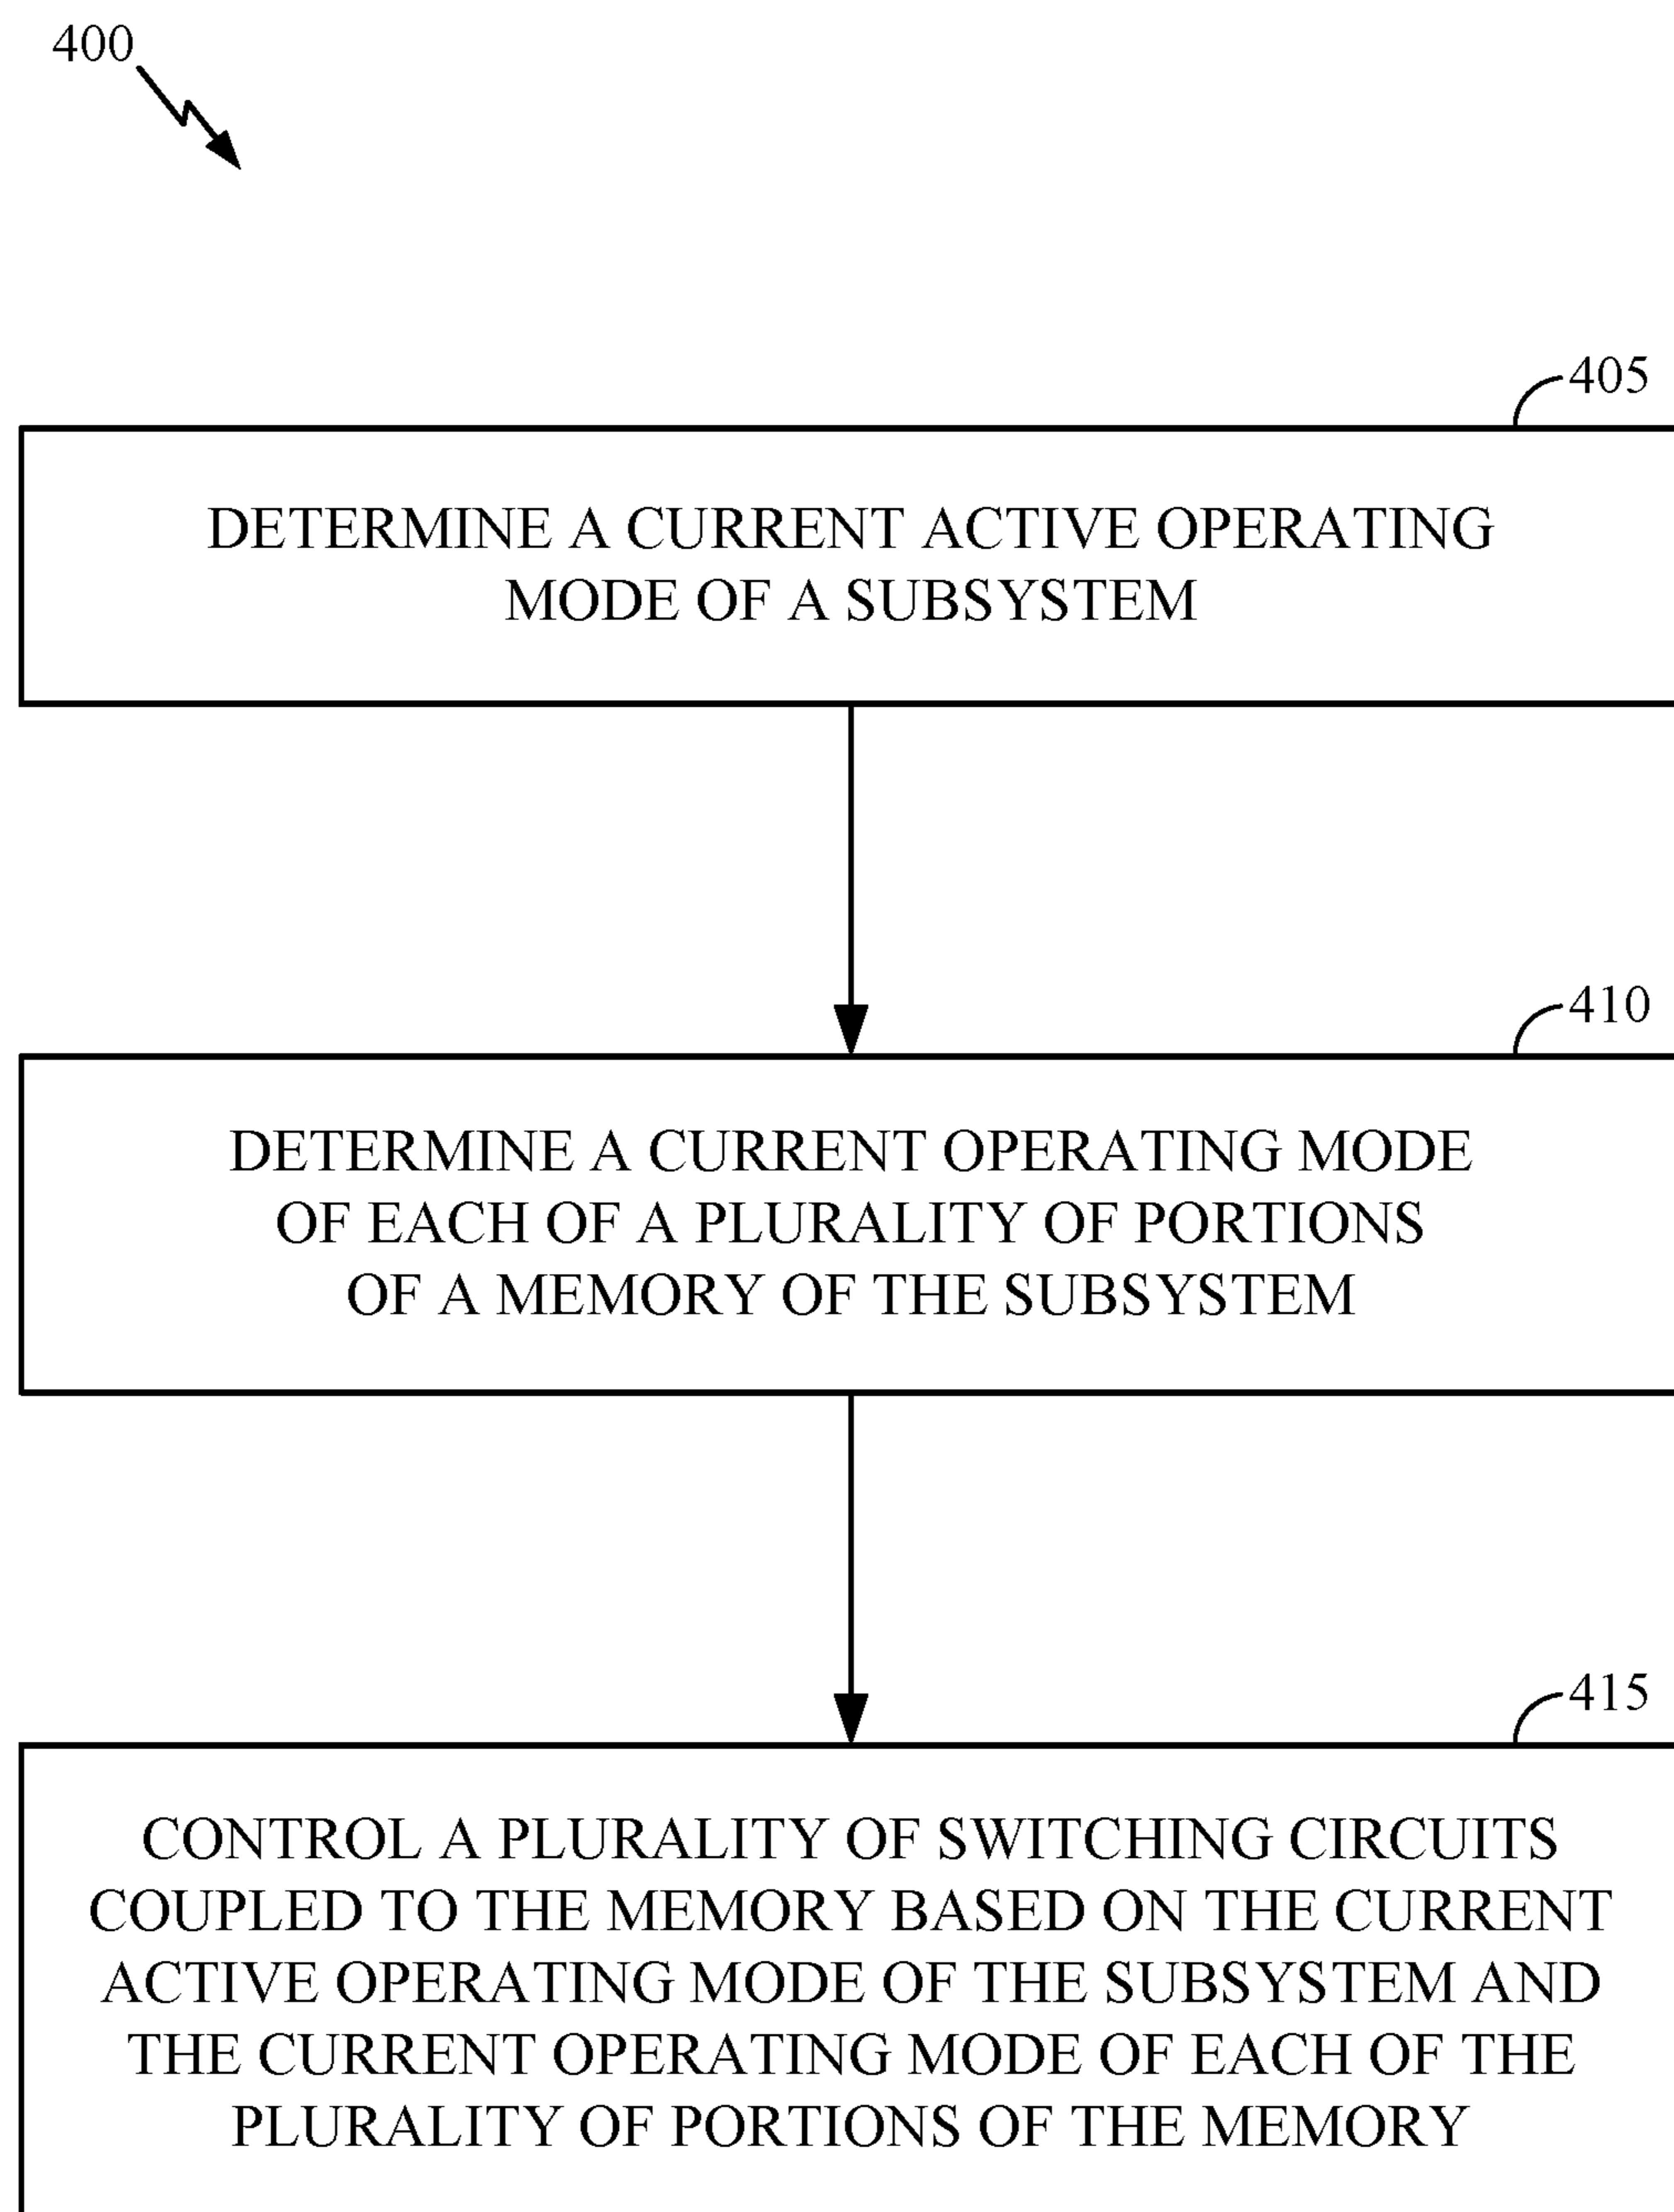 400
405
DETERMINE A CURRENT ACTIVE OPERATING
MODE OF A SUBSYSTEM
410
DETERMINE A CURRENT OPERATING MODE
OF EACH OF A PLURALITY OF PORTIONS
OF A MEMORY OF THE SUBSYSTEM
415
CONTROL A PLURALITY OF SWITCHING CIRCUITS
COUPLED TO THE MEMORY BASED ON THE CURRENT
ACTIVE OPERATING MODE OF THE SUBSYSTEM AND
THE CURRENT OPERATING MODE OF EACH OF THE
PLURALITY OF PORTIONS OF THE MEMORY